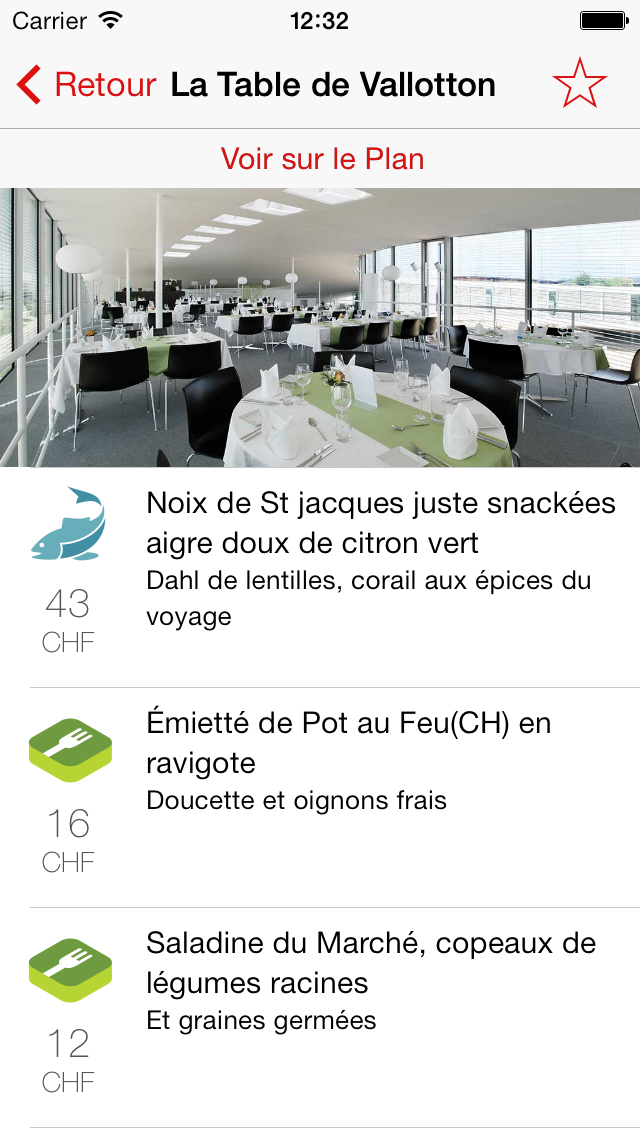 Carrier 12:32
Retour La Table de Vallotton
Voir sur le Plan
Noix de St jacques juste snackées
aigre doux de citron vert
Dahl de lentilles, corail aux épices du
voyage
43
CHF
Émietté de Pot au Feu(CH) en
ravigote
Doucette et oignons frais
16
CHF
Saladine du Marché, copeaux de
légumes racines
Et graines germées
12
CHF